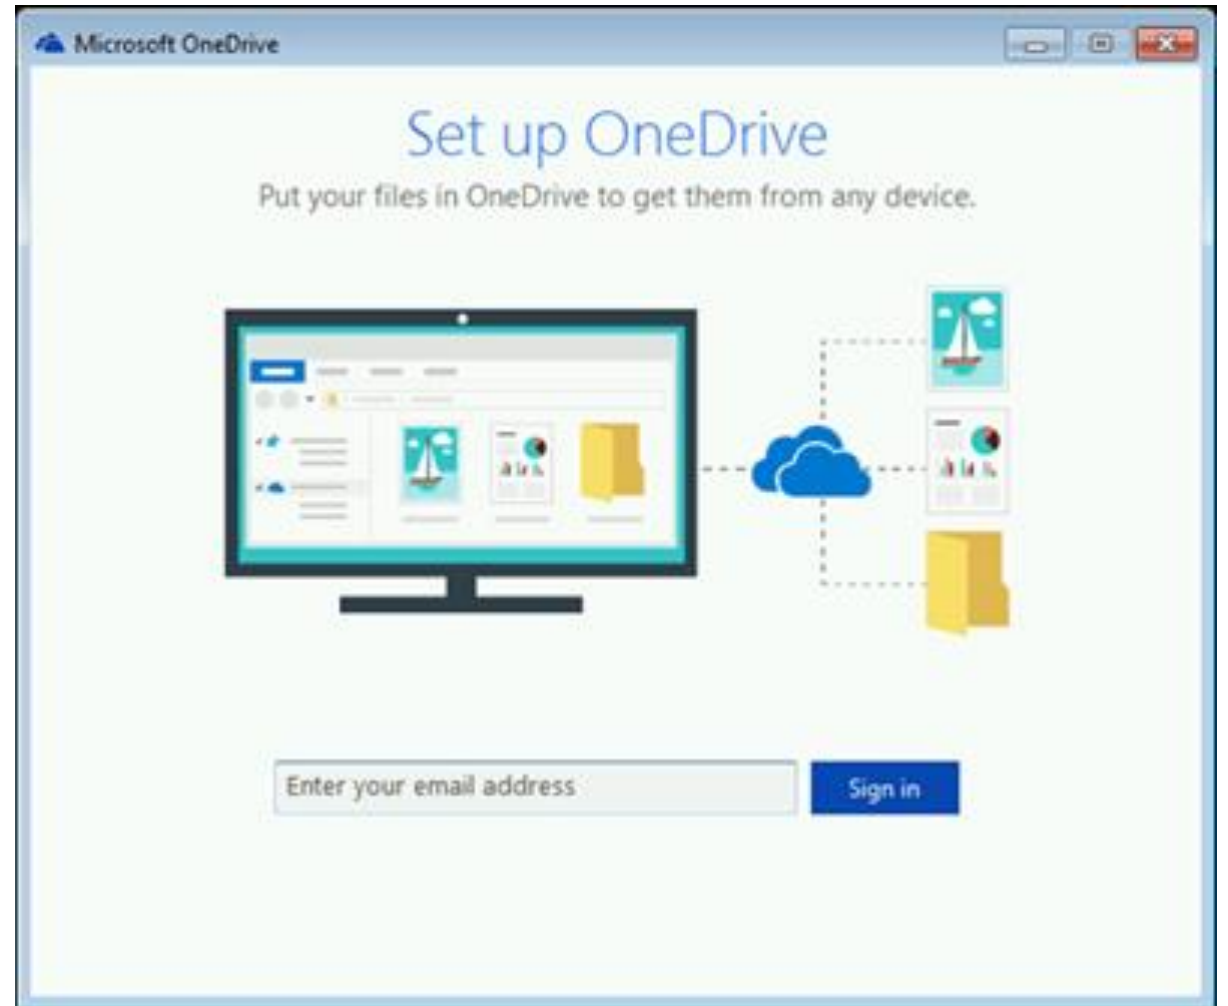 Microsoft OneDrive
Set up OneDrive
Put your files in OneDrive to get them from any device.
Enter your email address
Sign in